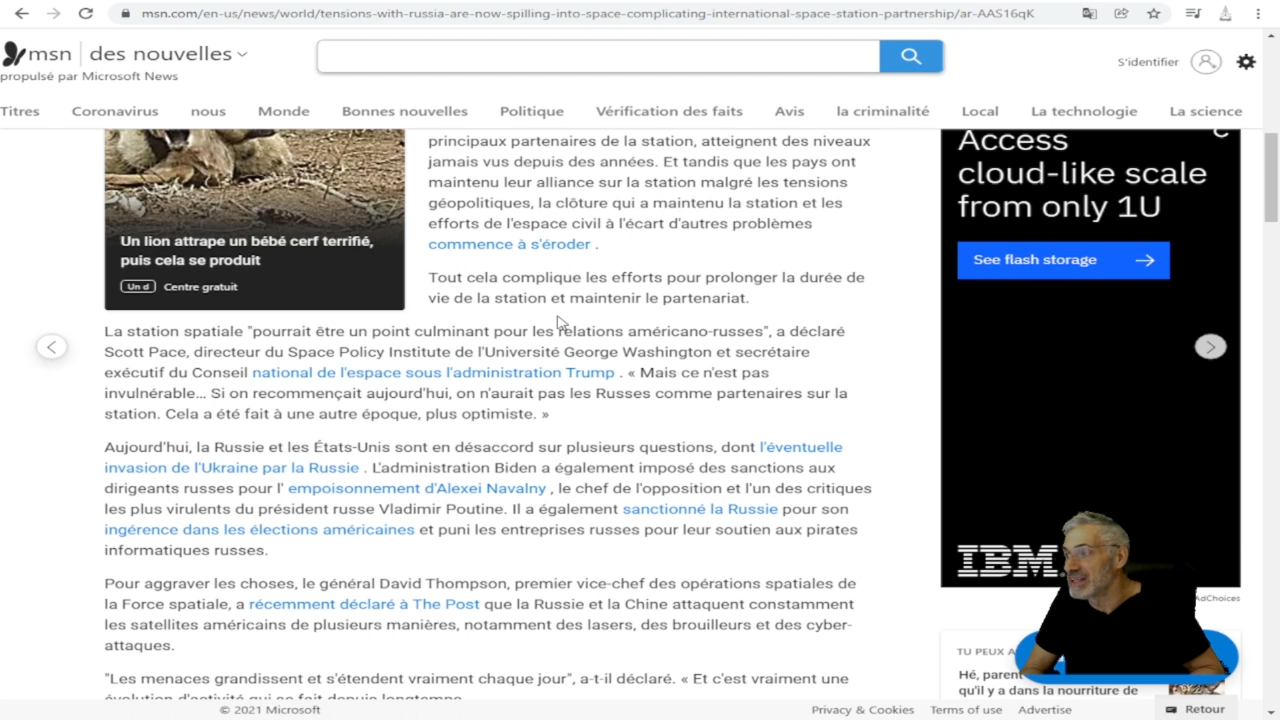 msn.com/en-us/news/world/tensions-with-russia-are-now-spilling-into-space-complicating-international-space-station-partnership/ar-AAS16qK
msn | des nouvelles
propulsé par Microsoft News
S'identifier
Titres Coronavirus nous Monde Bonnes nouvelles Politique Vérification des faits Avis la criminalité Local La technologie La science
principaux partenaires de la station, atteignent des niveaux
jamais vus depuis des années. Et tandis que les pays ont
maintenu leur alliance sur la station malgré les tensions
géopolitiques, la clôture qui a maintenu la station et les
efforts de l'espace civil à l'écart d'autres problèmes
commence à s'éroder .
Tout cela complique les efforts pour prolonger la durée de
vie de la station et maintenir le partenariat.
Un lion attrape un bébé cerf terrifié,
puis cela se produit
Un d Centre gratuit
La station spatiale "pourrait être un point culminant pour les relations américano-russes", a déclaré
Scott Pace, directeur du Space Policy Institute de l'Université George Washington et secrétaire
exécutif du Conseil national de l'espace sous l'administration Trump . « Mais ce n'est pas
invulnérable... Si on recommençait aujourd'hui, on n'aurait pas les Russes comme partenaires sur la
station. Cela a été fait à une autre époque, plus optimiste. »
Aujourd'hui, la Russie et les États-Unis sont en désaccord sur plusieurs questions, dont l'éventuelle
invasion de l'Ukraine par la Russie . L'administration Biden a également imposé des sanctions aux
dirigeants russes pour l' empoisonnement d'Alexei Navalny , le chef de l'opposition et l'un des critiques
les plus virulents du président russe Vladimir Poutine. Il a également sanctionné la Russie pour son
ingérence dans les élections américaines et puni les entreprises russes pour leur soutien aux pirates
informatiques russes.
Pour aggraver les choses, le général David Thompson, premier vice-chef des opérations spatiales de
la Force spatiale, a récemment déclaré à The Post que la Russie et la Chine attaquent constamment
les satellites américains de plusieurs manières, notamment des lasers, des brouilleurs et des cyber-
attaques.
"Les menaces grandissent et s'étendent vraiment chaque jour", a-t-il déclaré. « Et c'est vraiment une
évolution d'activité qui se fait depuis longtemps
Access
cloud-like scale
from only 1U
See flash storage
IBM
AdChoices
TU PEUX A
Hé, parent
qu'il y a dans la nourriture de
© 2021 Microsoft
Privacy & Cookies Terms of use Advertise Retour